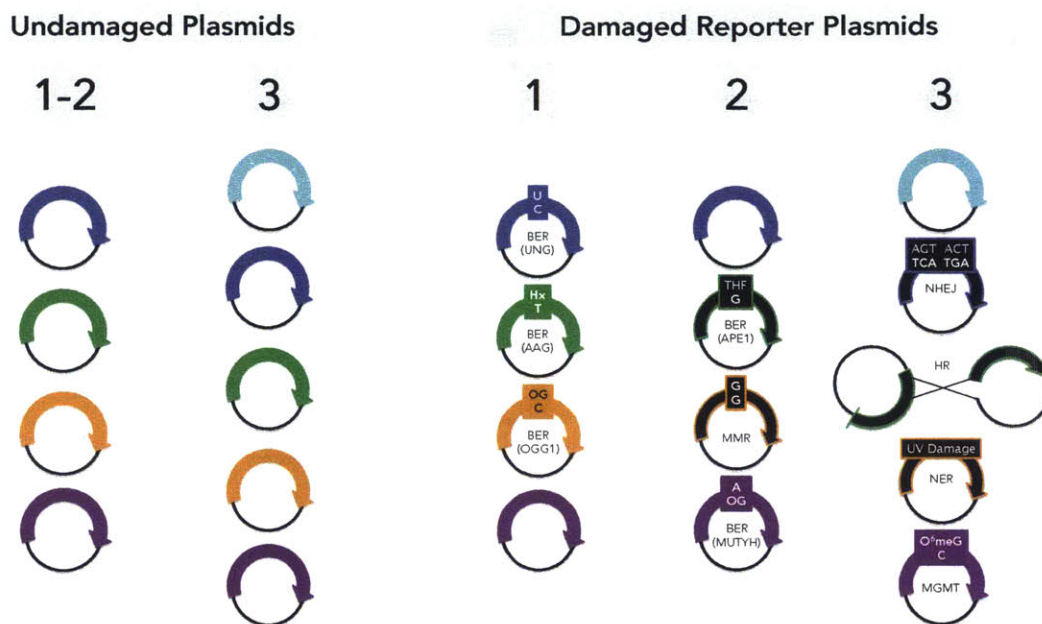 Undamaged Plasmids
Damaged Reporter Plasmids
1-2
3
1
2
3
U
C
BER
(UNG)
Hx
T
BER
(AAG)
OG
C
BER
(OGG1)
THF
G
BER
(APE1)
G
G
MMR
A
OG
BER
(MUTYH)
AGT ACT
TCA TGA
NHEJ
HR
UV Damage
NER
O⁶meG
C
MGMT